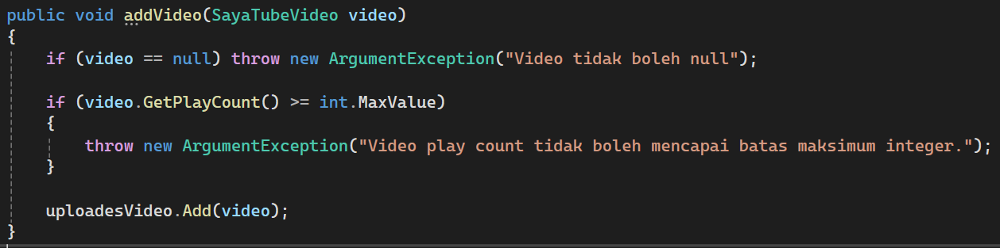 public void addVideo(SayaTubeVideo video)
{
if (video == null) throw new ArgumentException("Video tidak boleh null");
if (video.GetPlayCount() >= int.MaxValue)
{
throw new ArgumentException("Video play count tidak boleh mencapai batas maksimum integer.");
}
uploadesVideo.Add(video);
}